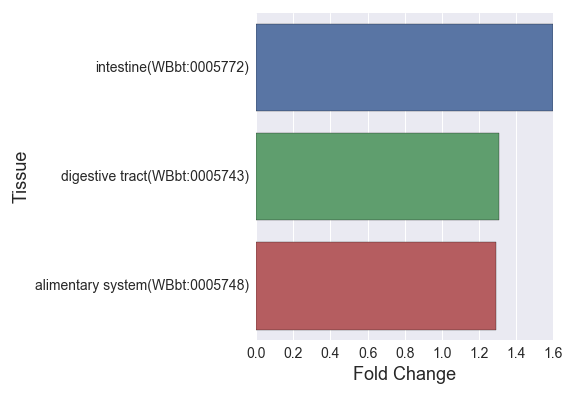 intestine(WBbt:0005772)
digestive tract(WBbt:0005743)
alimentary system(WBbt:0005748)
Tissue
0.0 0.2 0.4 0.6 0.8 1.0 1.2 1.4 1.6
Fold Change